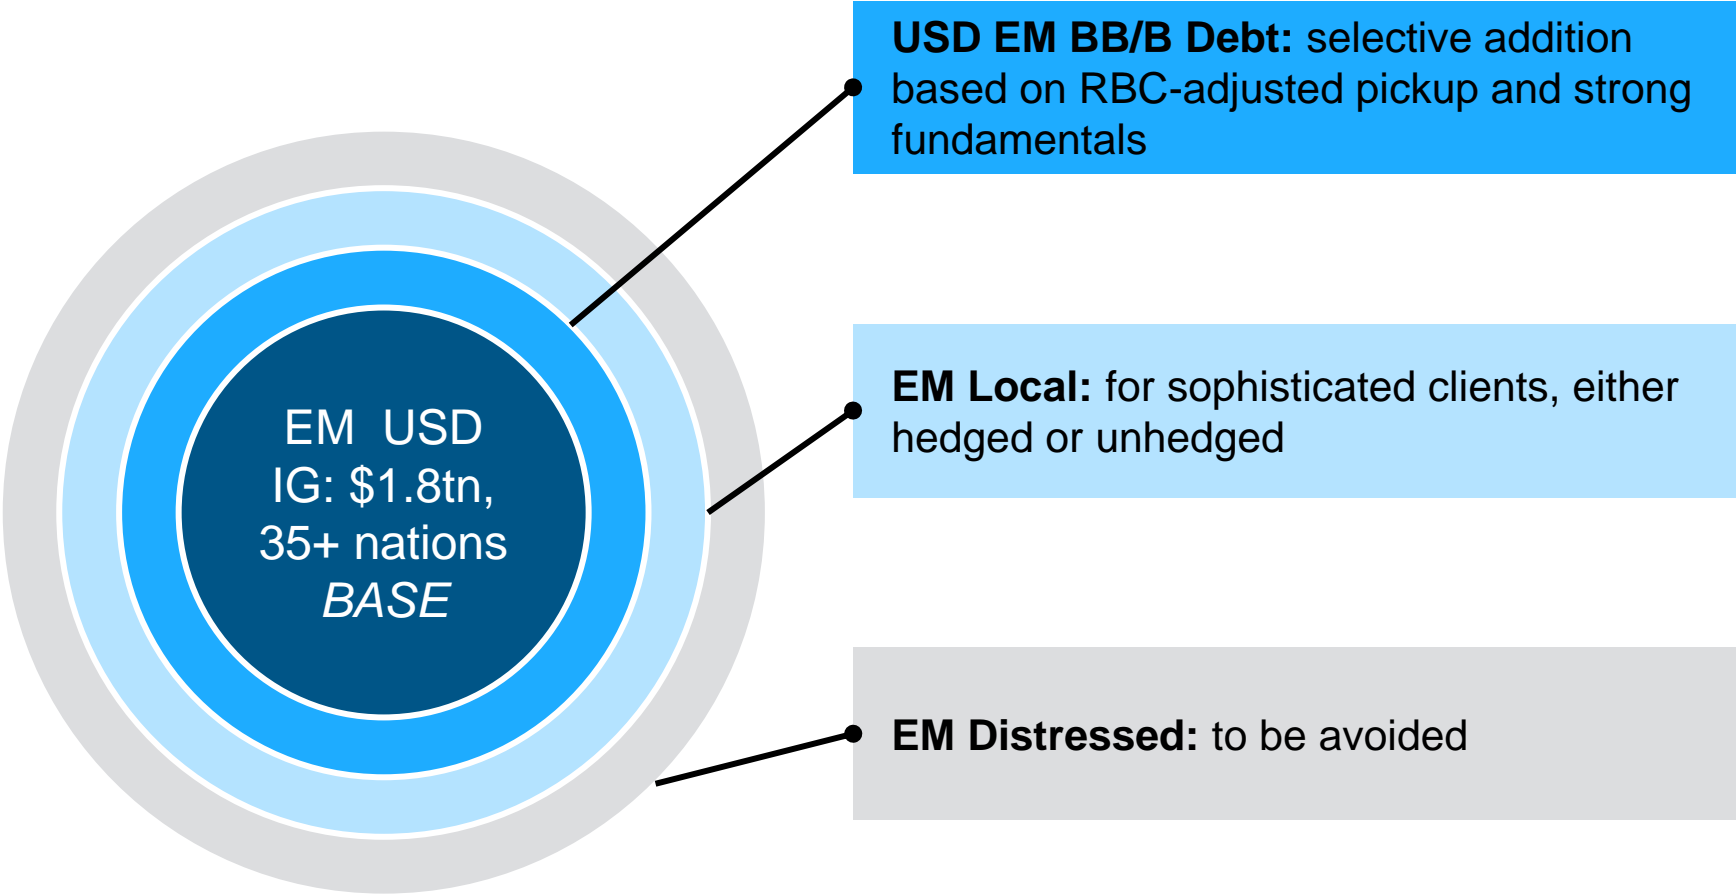 USD EM BB/B Debt: selective addition
based on RBC-adjusted pickup and strong
fundamentals
EM USD
IG: $1.8tn,
35+ nations
BASE
EM Local: for sophisticated clients, either
hedged or unhedged
EM Distressed: to be avoided